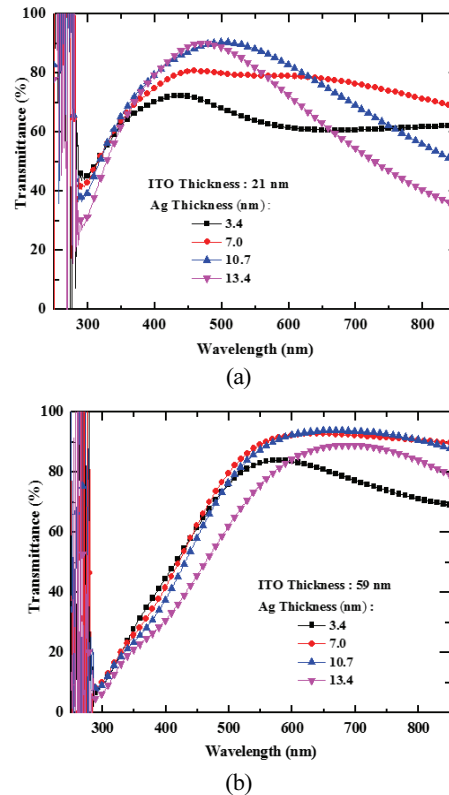 100
80
60
40
20
0
Transmittance (%)
ITO Thickness : 21 nm
Ag Thickness (nm) :
3.4
7.0
10.7
13.4
300 400 500 600 700 800
Wavelength (nm)
(a)
100
80
60
40
20
0
Transmittance (%)
ITO Thickness : 59 nm
Ag Thickness (nm) :
3.4
7.0
10.7
13.4
300 400 500 600 700 800
Wavelength (nm)
(b)